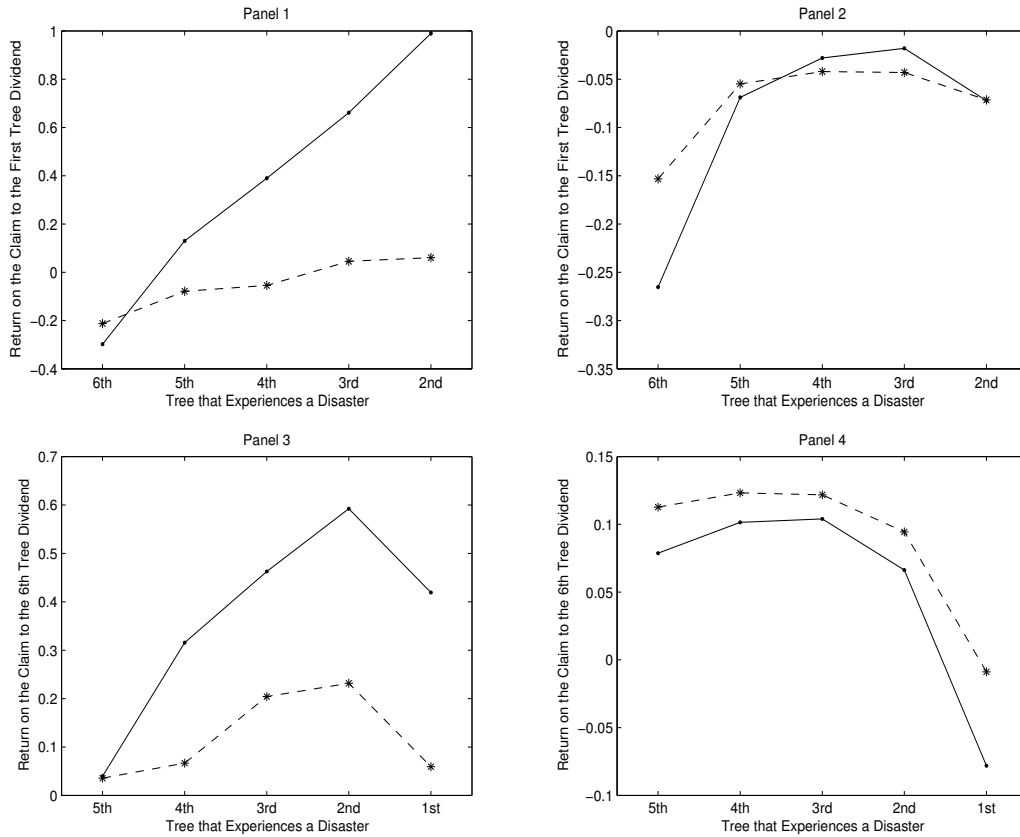 Panel 1
Return on the Claim to the First Tree Dividend
1
0.8
0.6
0.4
0.2
0
−0.2
−0.4
6th 5th 4th 3rd 2nd
Tree that Experiences a Disaster
Panel 2
Return on the Claim to the First Tree Dividend
0
−0.05
−0.1
−0.15
−0.2
−0.25
−0.3
−0.35
6th 5th 4th 3rd 2nd
Tree that Experiences a Disaster
Panel 3
Return on the Claim to the 6th Tree Dividend
0.7
0.6
0.5
0.4
0.3
0.2
0.1
0
5th 4th 3rd 2nd 1st
Tree that Experiences a Disaster
Panel 4
Return on the Claim to the 6th Tree Dividend
0.15
0.1
0.05
0
−0.05
−0.1
5th 4th 3rd 2nd 1st
Tree that Experiences a Disaster